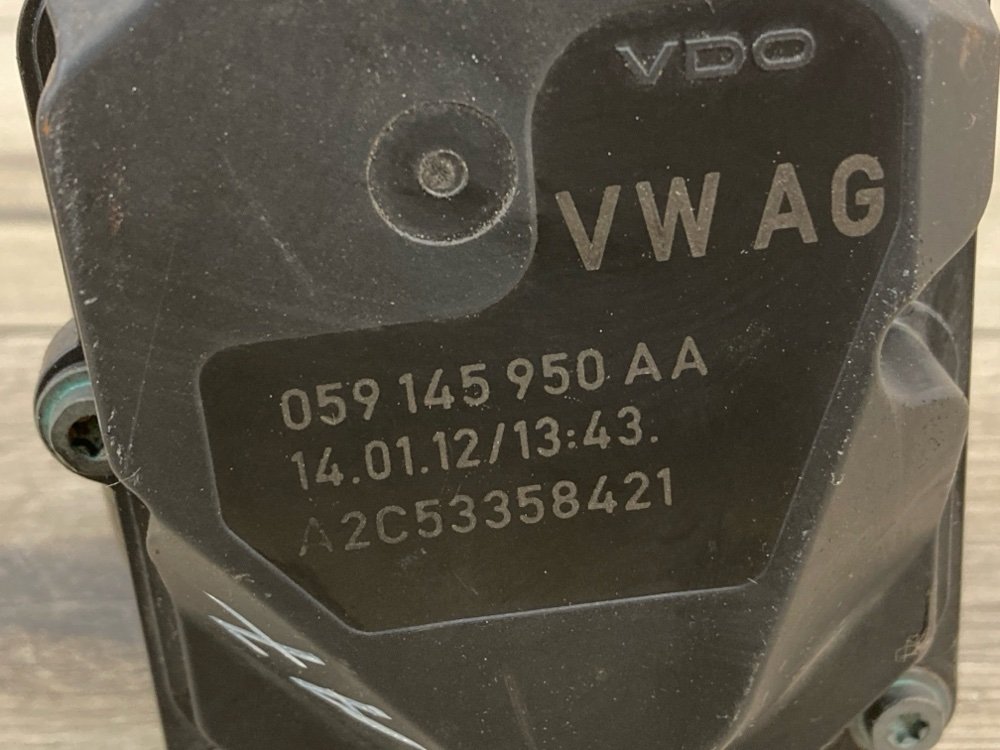 VDO
VW AG
059 145 950 AA
14.01.12/13:43.
A2C53358421